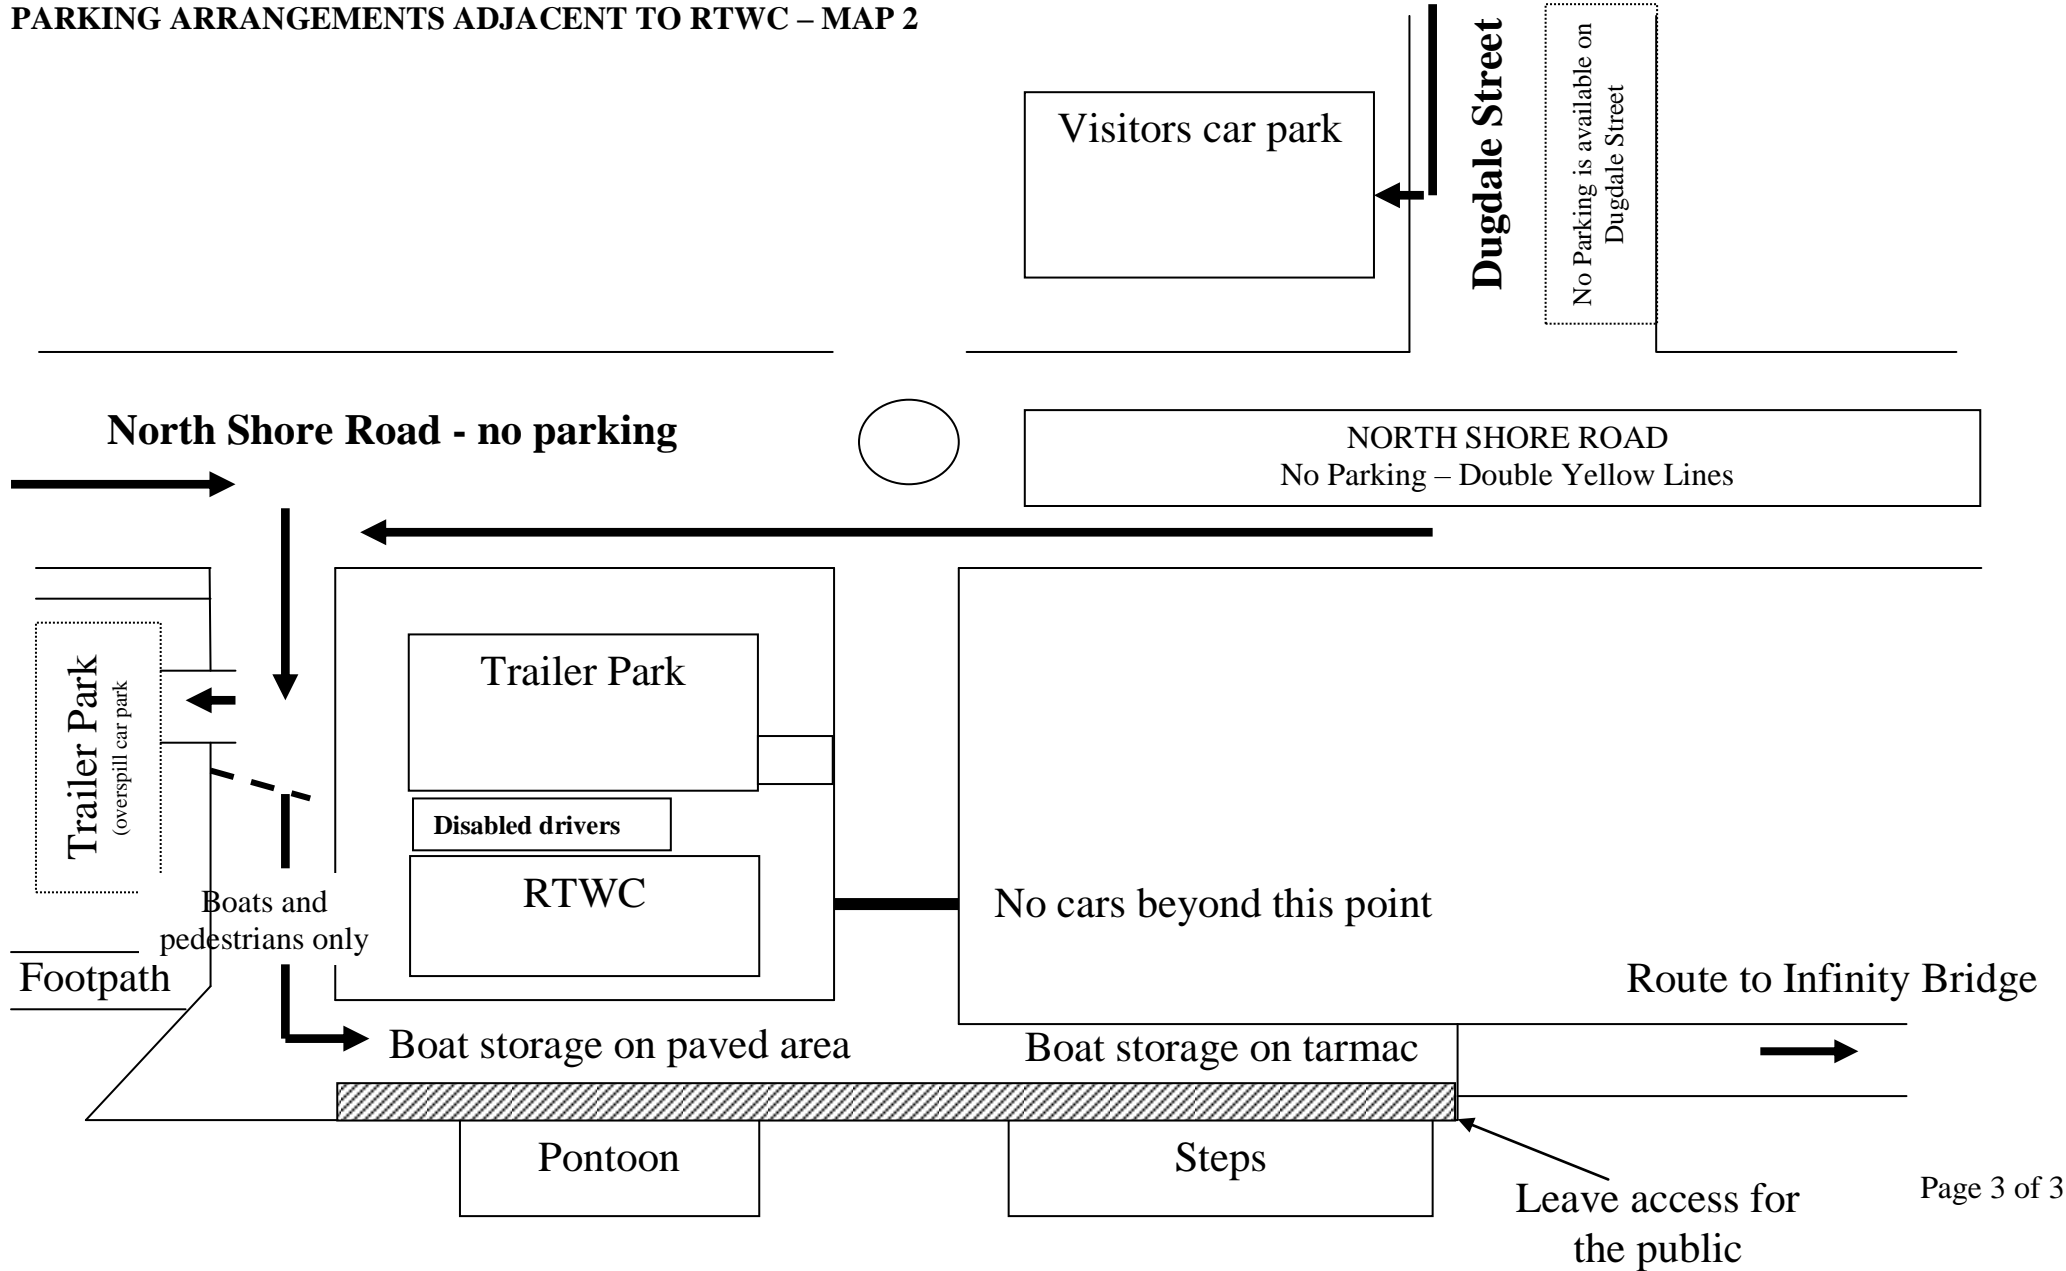 PARKING ARRANGEMENTS ADJACENT TO RTWC – MAP 2
Visitors car park
Dugdale Street
No Parking is available on
Dugdale Street
North Shore Road - no parking
NORTH SHORE ROAD
No Parking – Double Yellow Lines
Trailer Park
(overspill car park
Trailer Park
Disabled drivers
RTWC
Boats and
pedestrians only
No cars beyond this point
Footpath
Route to Infinity Bridge
Boat storage on paved area
Boat storage on tarmac
Pontoon
Steps
Leave access for
the public
Page 3 of 3